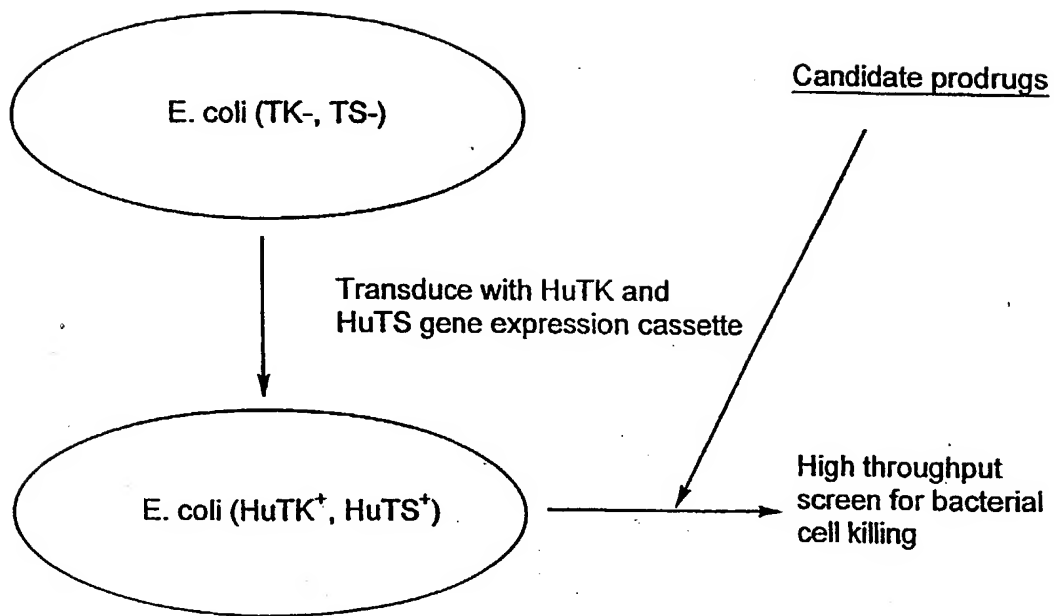 E. coli (TK-, TS-)
Candidate prodrugs
Transduce with HuTK and
HuTS gene expression cassette
E. coli (HuTK⁺, HuTS⁺)
High throughput
screen for bacterial
cell killing